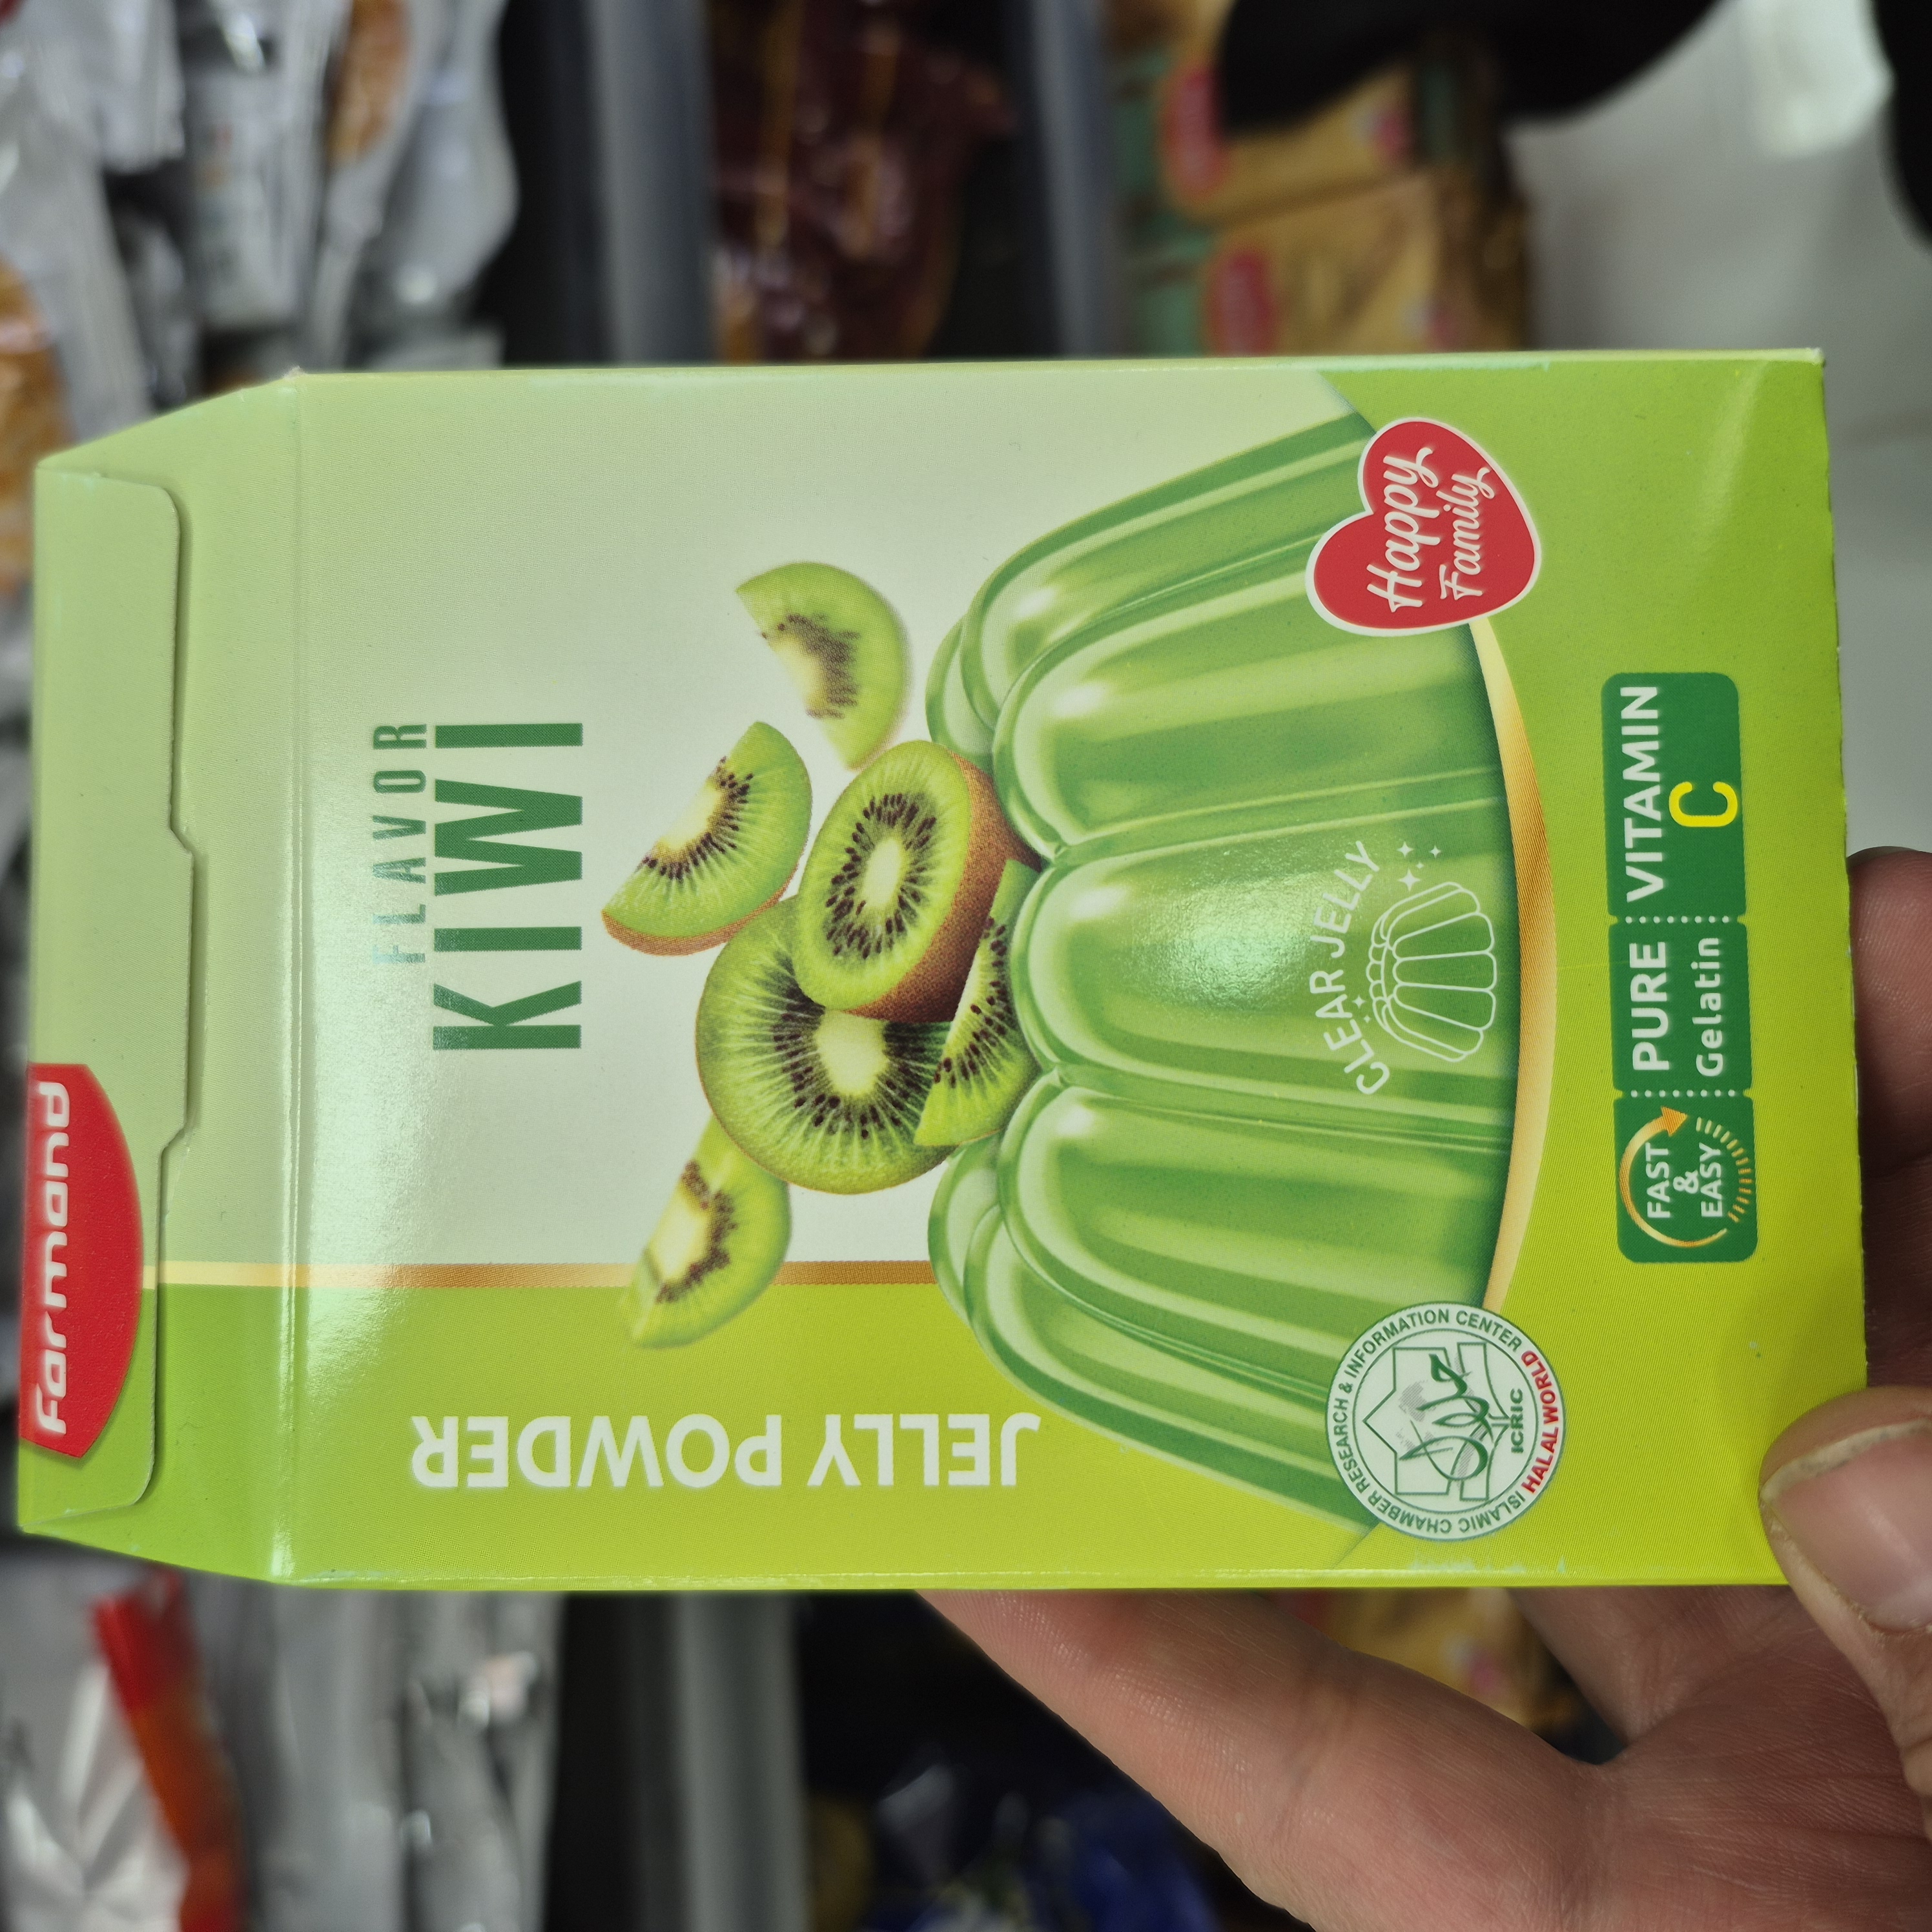 Farmand
FLAVOR
KIWI
JELLY POWDER
CLEAR JELLY
Happy
Family
ISLAMIC CHAMBER RESEARCH & INFORMATION CENTER
ICRIC
HALAL WORLD
FAST
&
EASY
PURE
Gelatin
VITAMIN
C